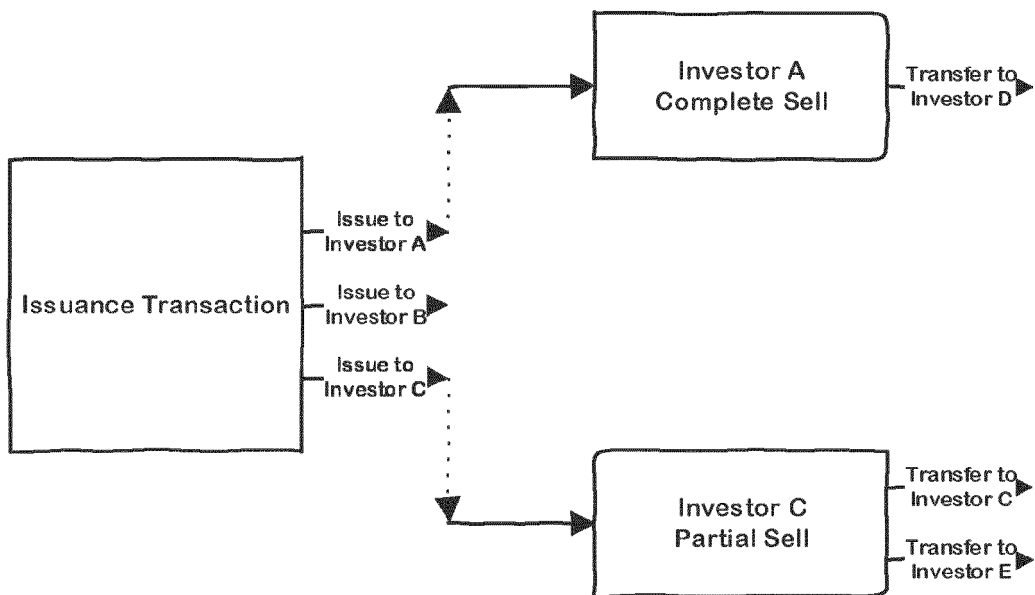 Investor A
Complete Sell
Transfer to
Investor D
Issuance Transaction
Issue to
Investor A
Issue to
Investor B
Issue to
Investor C
Investor C
Partial Sell
Transfer to
Investor C
Transfer to
Investor E